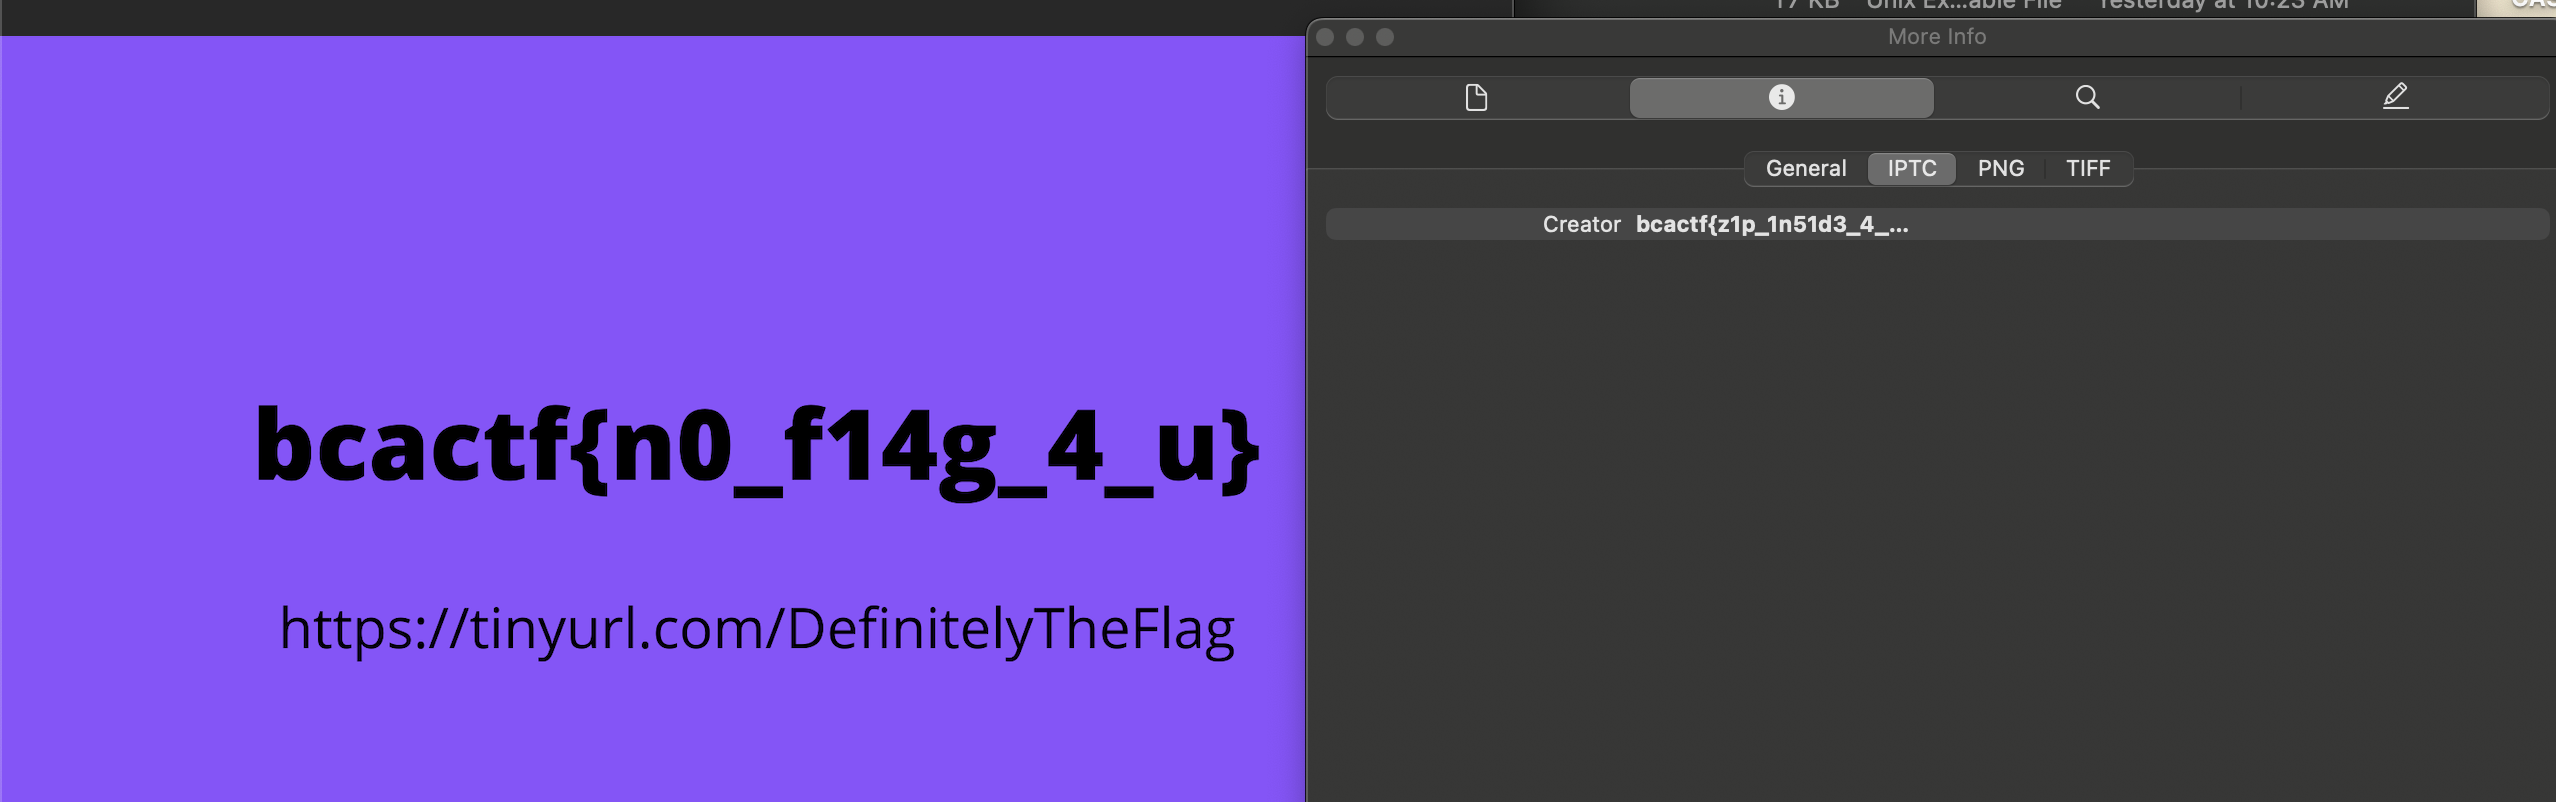 17 KB Unix Ex...able File Yesterday at 10:23 AM
More Info
General IPTC PNG TIFF
Creator bcactf{z1p_1n51d3_4_...
bcactf{n0_f14g_4_u}
https://tinyurl.com/DefinitelyTheFlag